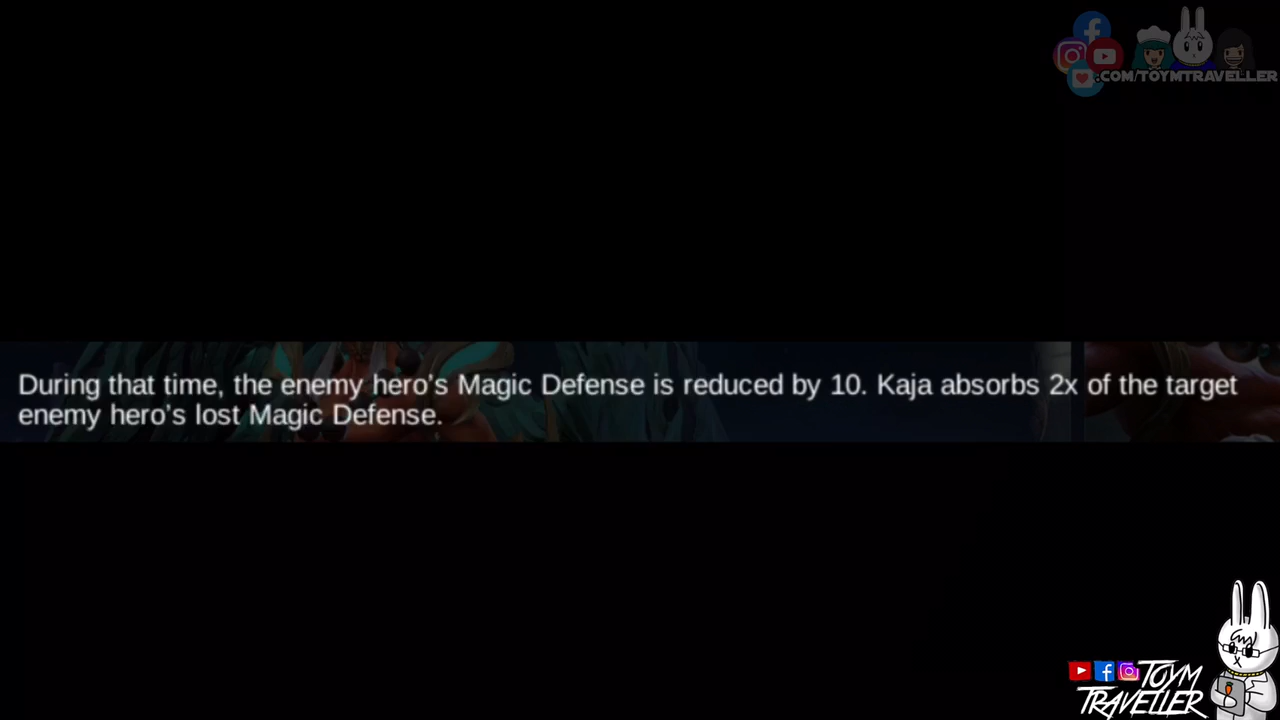 .COM/TOYMTRAVELLER
During that time, the enemy hero's Magic Defense is reduced by 10. Kaja absorbs 2x of the target
enemy hero's lost Magic Defense.
TOYM
TRAVELLER